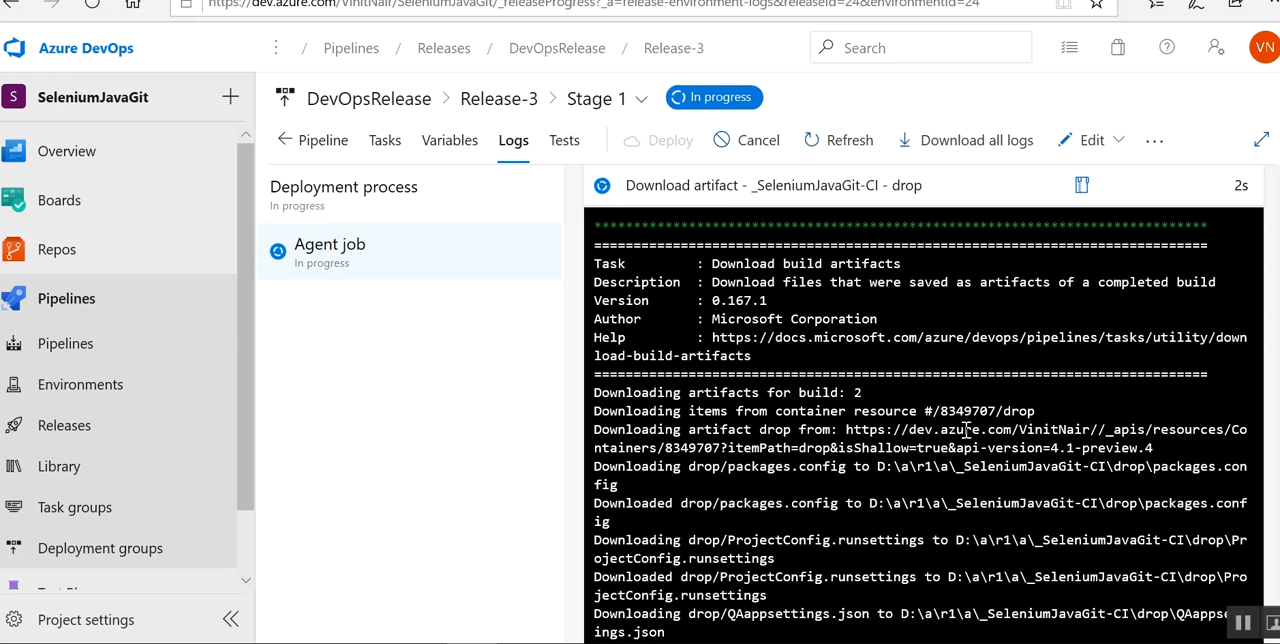 https://dev.azure.com/VinitNair/SeleniumJavaGit/_releaseProgress?_a=release-environment-logs&releaseId=24&environmentId=24
Azure DevOps
/ Pipelines / Releases / DevOpsRelease / Release-3
Search
VN
S SeleniumJavaGit
Overview
Boards
Repos
Pipelines
Pipelines
Environments
Releases
Library
Task groups
Deployment groups
Project settings
DevOpsRelease > Release-3 > Stage 1 In progress
Pipeline Tasks Variables Logs Tests Deploy Cancel Refresh Download all logs Edit ...
Deployment process
In progress
Agent job
In progress
Download artifact - _SeleniumJavaGit-CI - drop 2s
******************************************************************************
==============================================================================
Task : Download build artifacts
Description : Download files that were saved as artifacts of a completed build
Version : 0.167.1
Author : Microsoft Corporation
Help : https://docs.microsoft.com/azure/devops/pipelines/tasks/utility/down
load-build-artifacts
==============================================================================
Downloading artifacts for build: 2
Downloading items from container resource #/8349707/drop
Downloading artifact drop from: https://dev.azure.com/VinitNair//_apis/resources/Co
ntainers/8349707?itemPath=drop&isShallow=true&api-version=4.1-preview.4
Downloading drop/packages.config to D:\a\r1\a\_SeleniumJavaGit-CI\drop\packages.con
fig
Downloaded drop/packages.config to D:\a\r1\a\_SeleniumJavaGit-CI\drop\packages.conf
ig
Downloading drop/ProjectConfig.runsettings to D:\a\r1\a\_SeleniumJavaGit-CI\drop\Pr
ojectConfig.runsettings
Downloaded drop/ProjectConfig.runsettings to D:\a\r1\a\_SeleniumJavaGit-CI\drop\Pro
jectConfig.runsettings
Downloading drop/QAappsettings.json to D:\a\r1\a\_SeleniumJavaGit-CI\drop\QAappse
ings.json